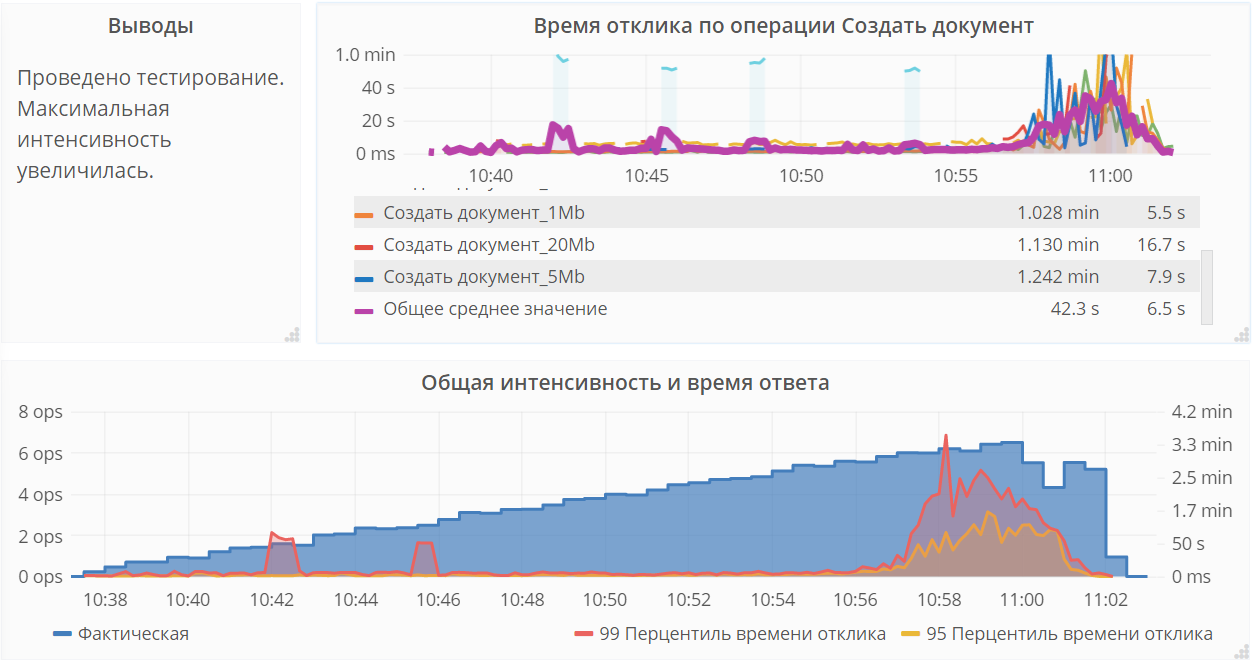 Выводы
Проведено тестирование.
Максимальная
интенсивность
увеличилась.
Время отклика по операции Создать документ
1.0 min
40 s
20 s
0 ms
10:40 10:45 10:50 10:55 11:00
Создать документ_1Mb 1.028 min 5.5 s
Создать документ_20Mb 1.130 min 16.7 s
Создать документ_5Mb 1.242 min 7.9 s
Общее среднее значение 42.3 s 6.5 s
Общая интенсивность и время ответа
8 ops 4.2 min
6 ops 3.3 min
4 ops 2.5 min
2 ops 1.7 min
0 ops 50 s
0 ms
10:38 10:40 10:42 10:44 10:46 10:48 10:50 10:52 10:54 10:56 10:58 11:00 11:02
Фактическая 99 Перцентиль времени отклика 95 Перцентиль времени отклика